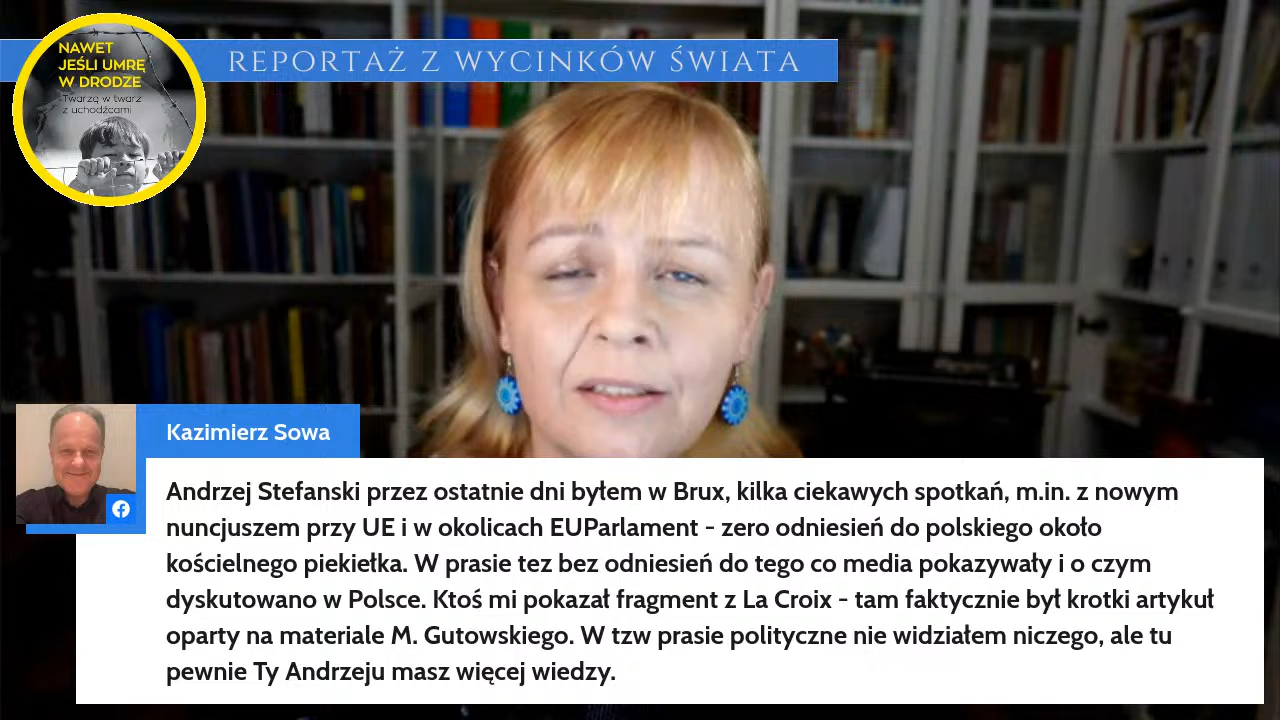 NAWET
JEŚLI UMRĘ
W DRODZE
Twarzą w twarz
z uchodźcami
REPORTAŻ Z WYCINKÓW ŚWIATA
Kazimierz Sowa
Andrzej Stefanski przez ostatnie dni byłem w Brux, kilka ciekawych spotkań, m.in. z nowym
nuncjuszem przy UE i w okolicach EUParlament - zero odniesień do polskiego około
kościelnego piekiełka. W prasie tez bez odniesień do tego co media pokazywały i o czym
dyskutowano w Polsce. Ktoś mi pokazał fragment z La Croix - tam faktycznie był krotki artykuł
oparty na materiale M. Gutowskiego. W tzw prasie polityczne nie widziałem niczego, ale tu
pewnie Ty Andrzeju masz więcej wiedzy.